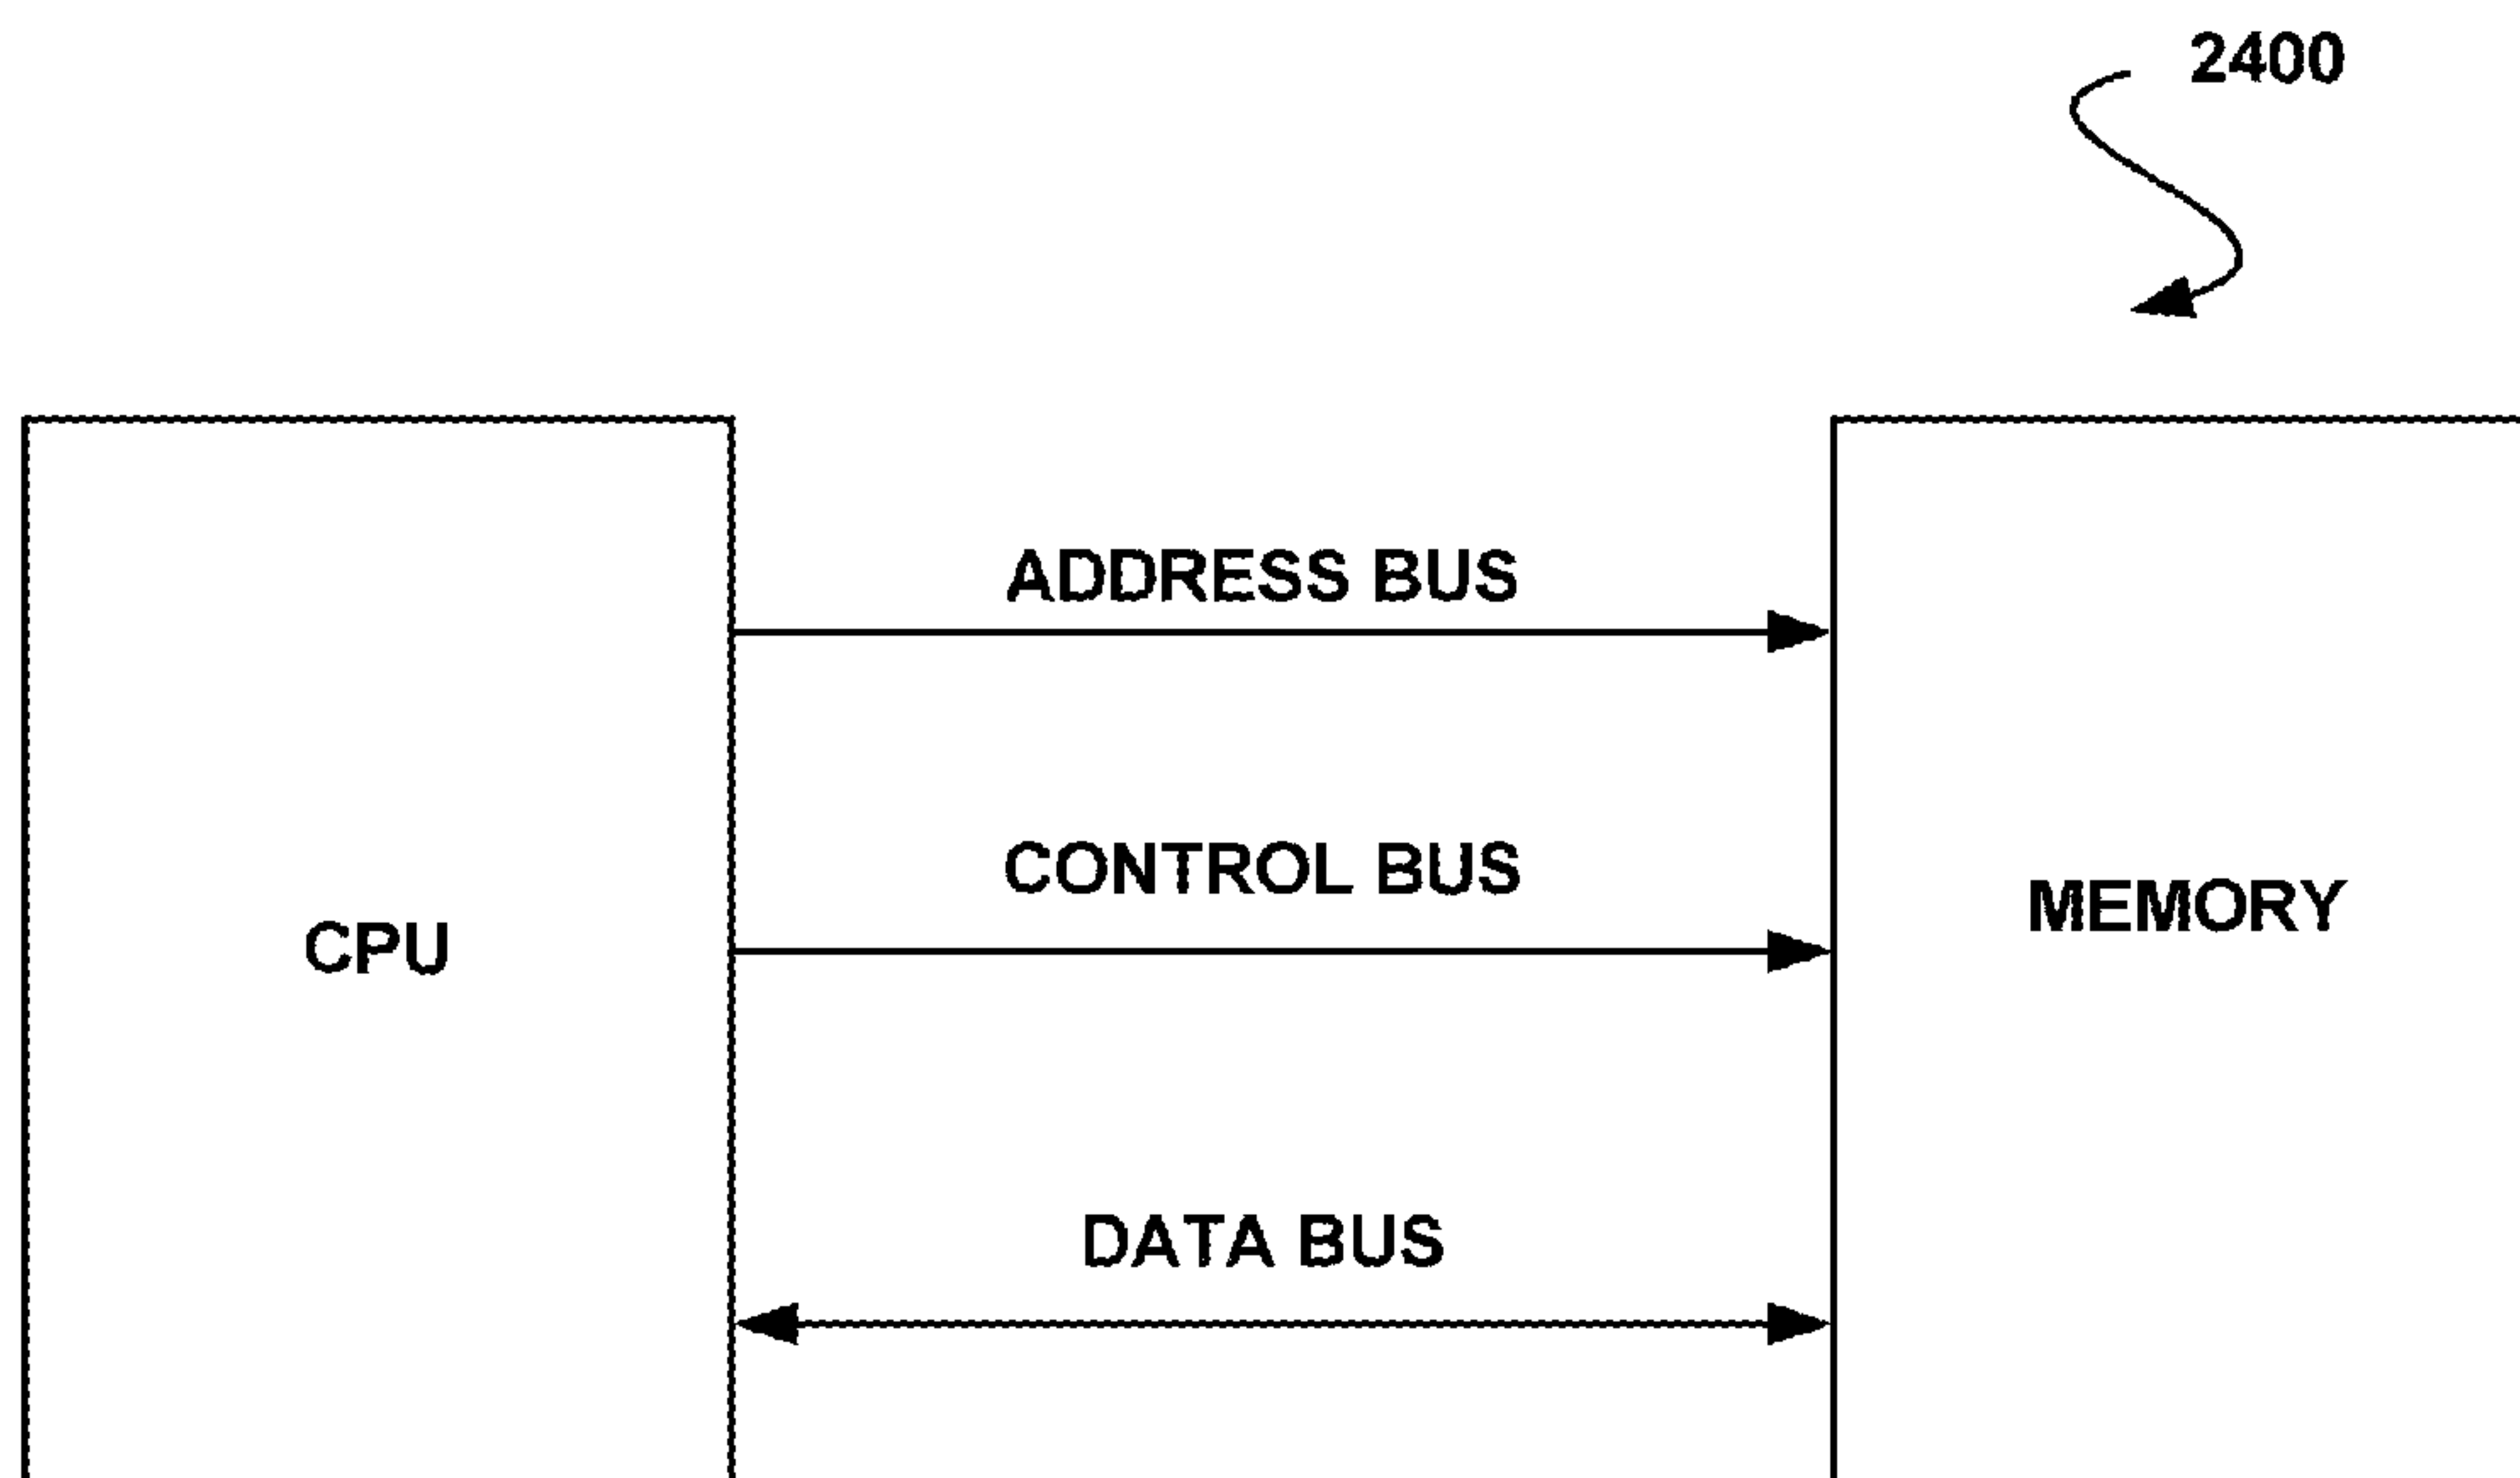 2400
ADDRESS BUS
CONTROL BUS
CPU
MEMORY
DATA BUS